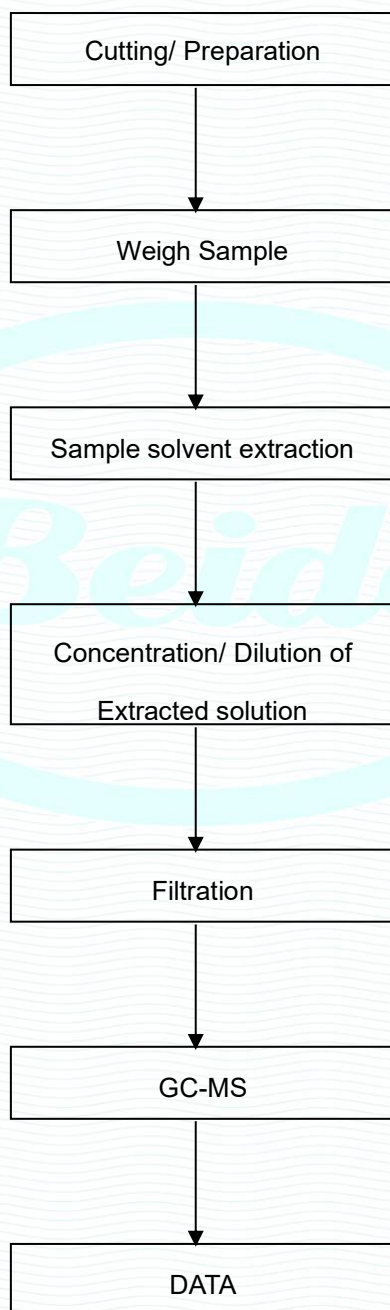 Cutting/ Preparation
Weigh Sample
Sample solvent extraction
Concentration/ Dilution of
Extracted solution
Filtration
GC-MS
DATA